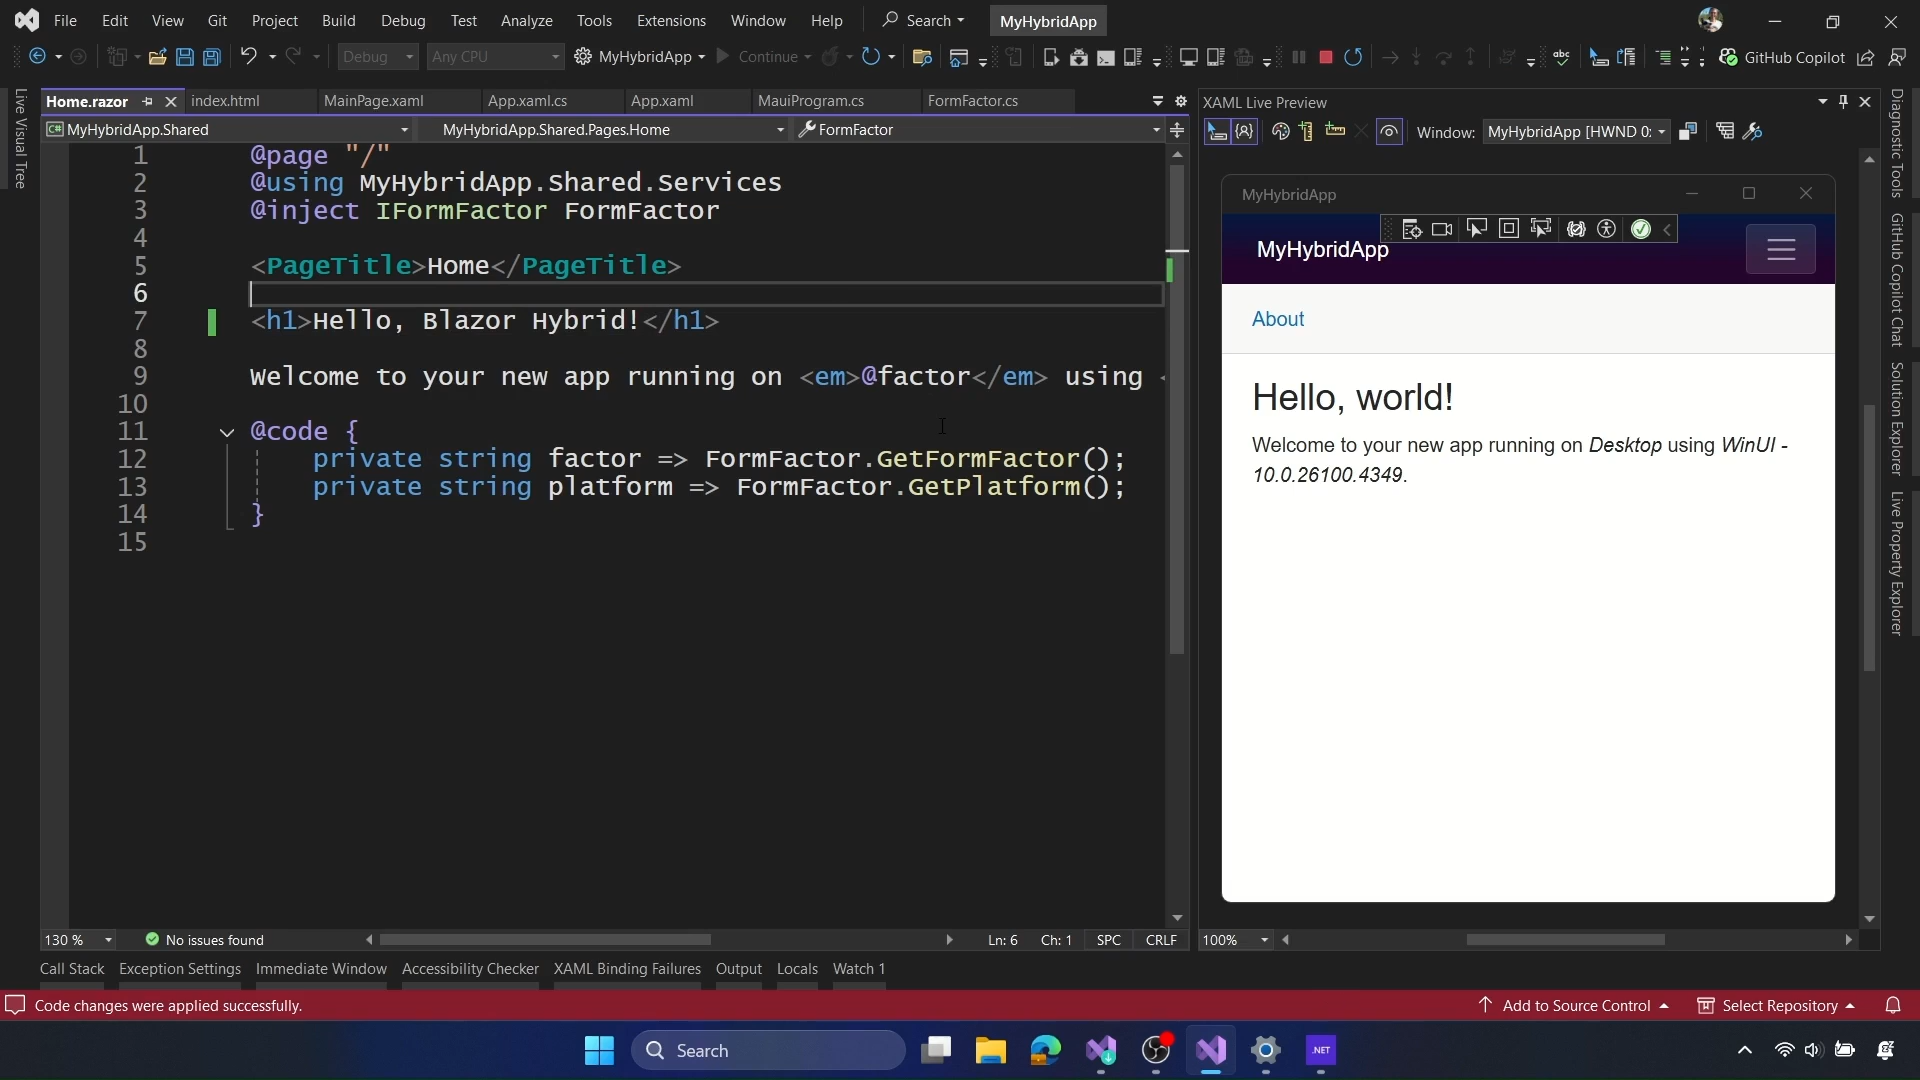 File Edit View Git Project Build Debug Test Analyze Tools Extensions Window Help Search MyHybridApp
Debug Any CPU MyHybridApp Continue GitHub Copilot
Live Visual Tree
Home.razor index.html MainPage.xaml App.xaml.cs App.xaml MauiProgram.cs FormFactor.cs
MyHybridApp.Shared MyHybridApp.Shared.Pages.Home FormFactor
1 @page "/"
2 @using MyHybridApp.Shared.Services
3 @inject IFormFactor FormFactor
4
5 <PageTitle>Home</PageTitle>
6
7 <h1>Hello, Blazor Hybrid!</h1>
8
9 Welcome to your new app running on <em>@factor</em> using
10
11 @code {
12 private string factor => FormFactor.GetFormFactor();
13 private string platform => FormFactor.GetPlatform();
14 }
15
130 % No issues found Ln: 6 Ch: 1 SPC CRLF
XAML Live Preview
Window: MyHybridApp [HWND 0:
MyHybridApp
MyHybridApp
About
Hello, world!
Welcome to your new app running on Desktop using WinUI -
10.0.26100.4349.
100%
Diagnostic Tools
GitHub Copilot Chat
Solution Explorer
Live Property Explorer
Call Stack Exception Settings Immediate Window Accessibility Checker XAML Binding Failures Output Locals Watch 1
Code changes were applied successfully. Add to Source Control Select Repository
Search
.NET